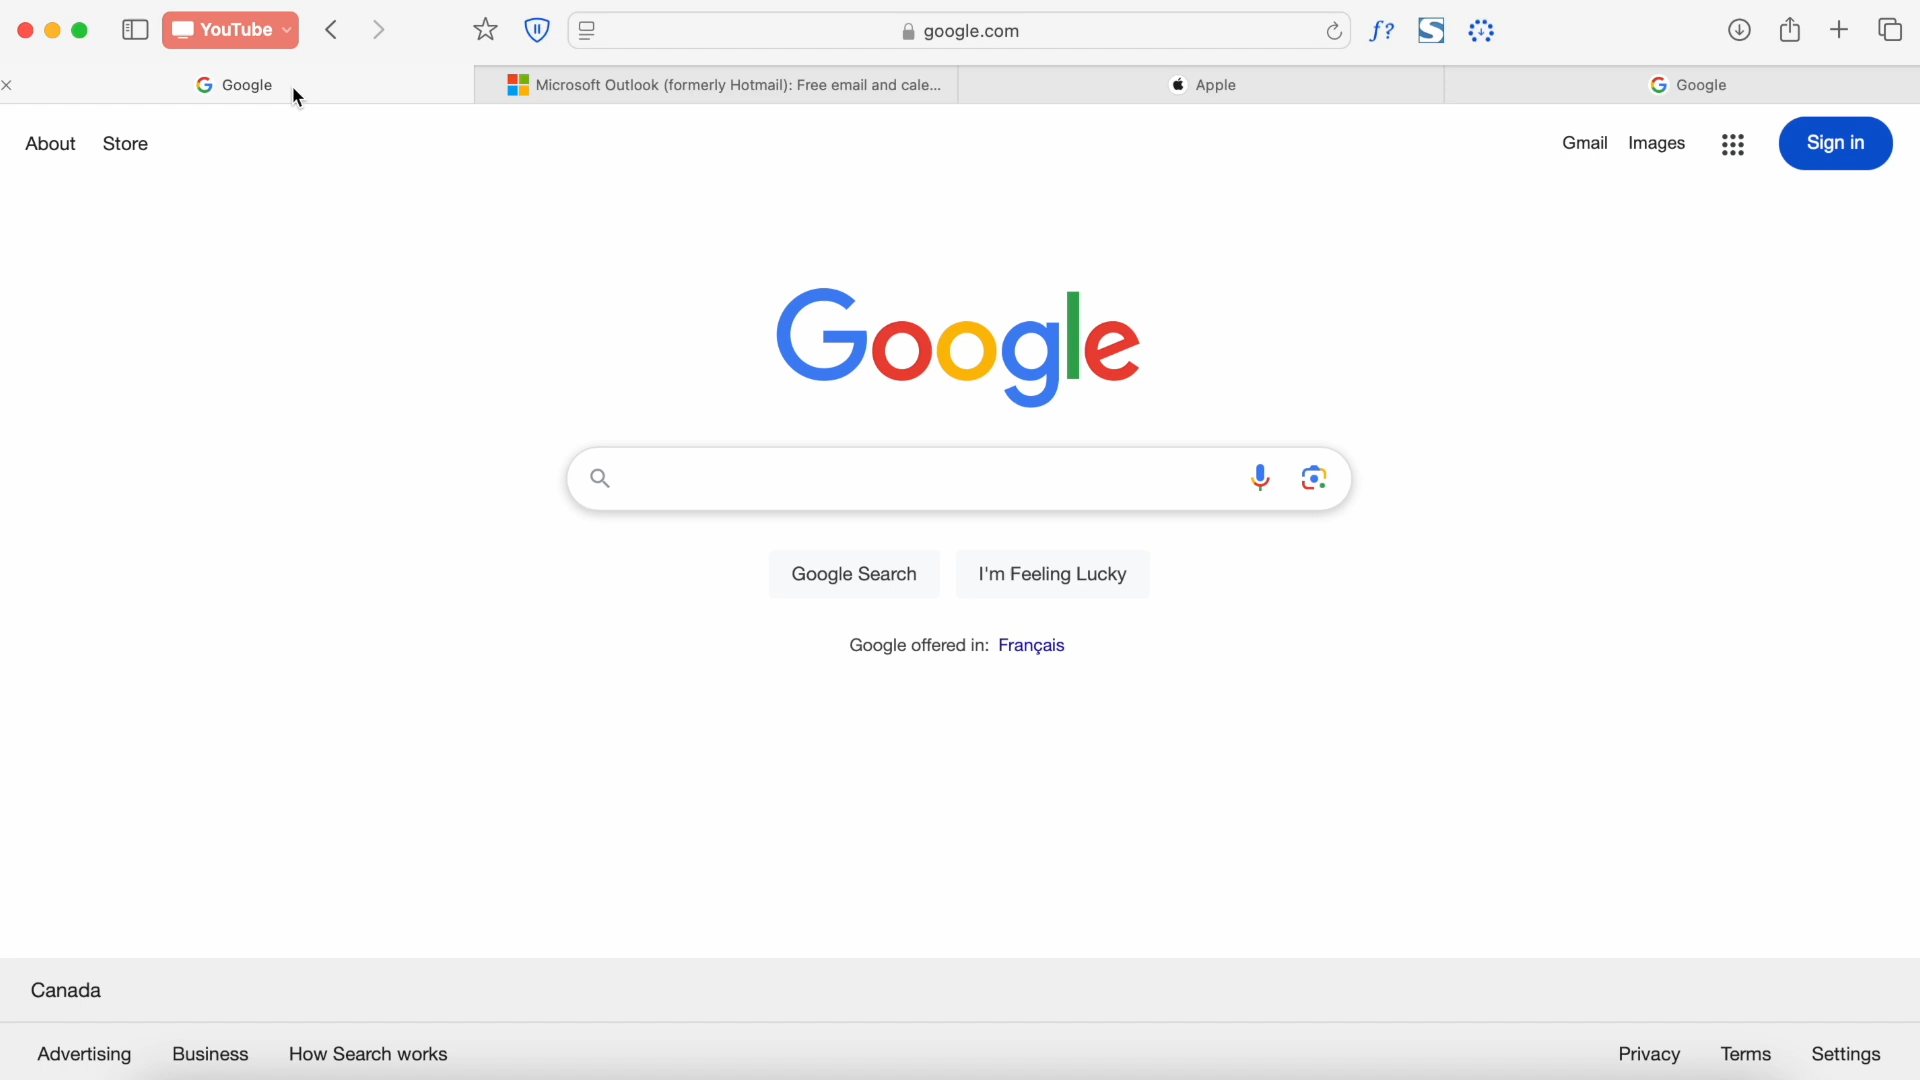 YouTube
google.com
f?
S
Google
Microsoft Outlook (formerly Hotmail): Free email and cale...
Apple
Google
About Store
Gmail Images
Sign in
Google
Google Search
I'm Feeling Lucky
Google offered in: Français
Canada
Advertising Business How Search works
Privacy Terms Settings